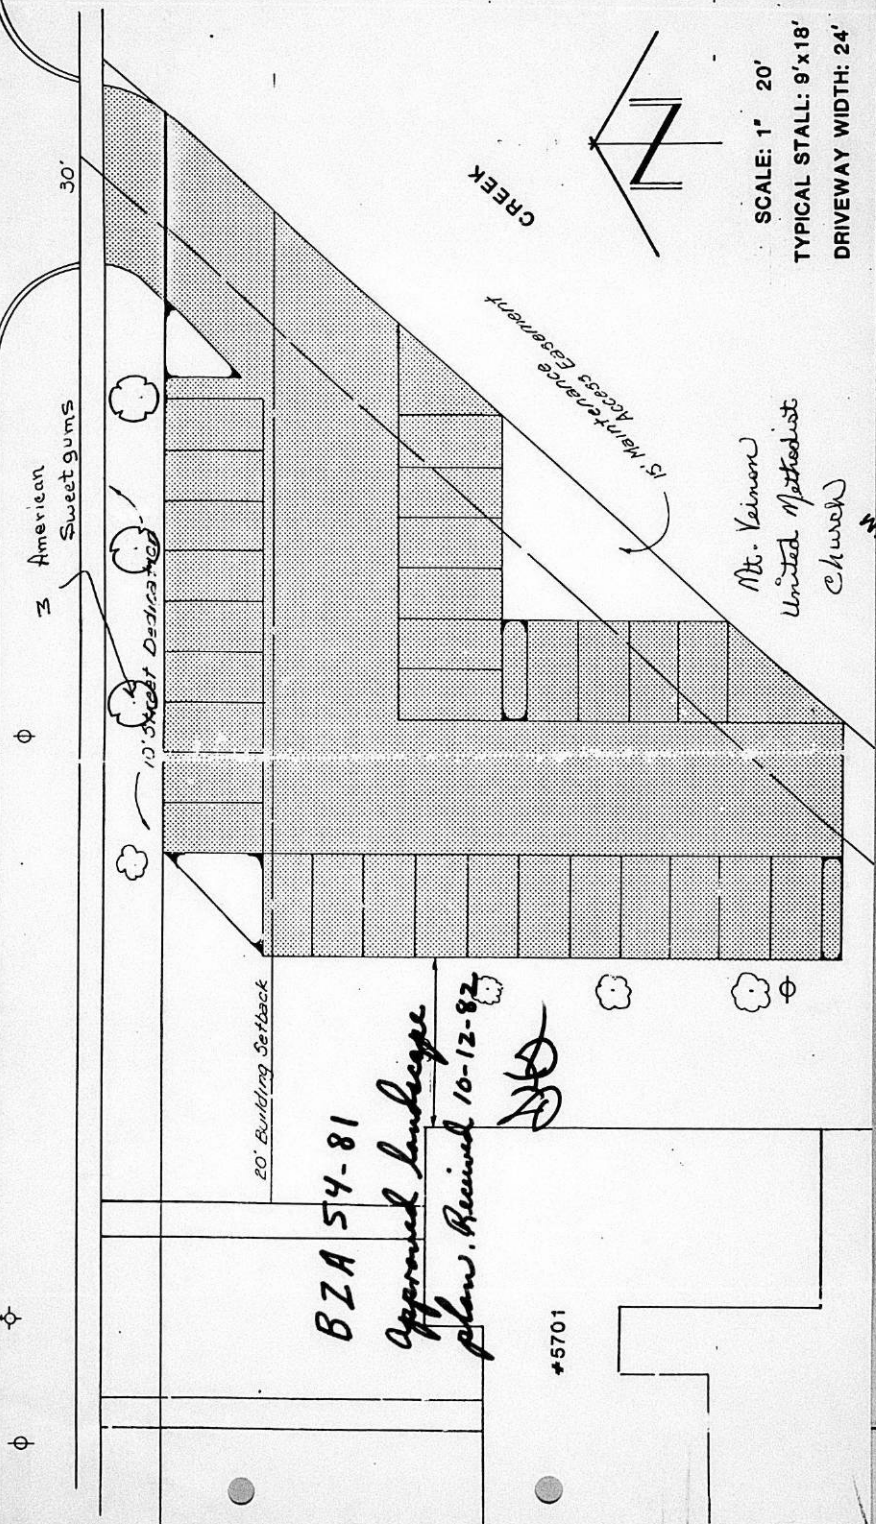 3 American
Sweetgums
30'
10' Street Dedication
20' Building Setback
CREEK
15' Maintenance
Access Easement
N
SCALE: 1" 20'
TYPICAL STALL: 9'x18'
DRIVEWAY WIDTH: 24'
Mt. Vernon
United Methodist
Church
BZA 54-81
Approved landscape
plan. Received 10-12-82
#5701